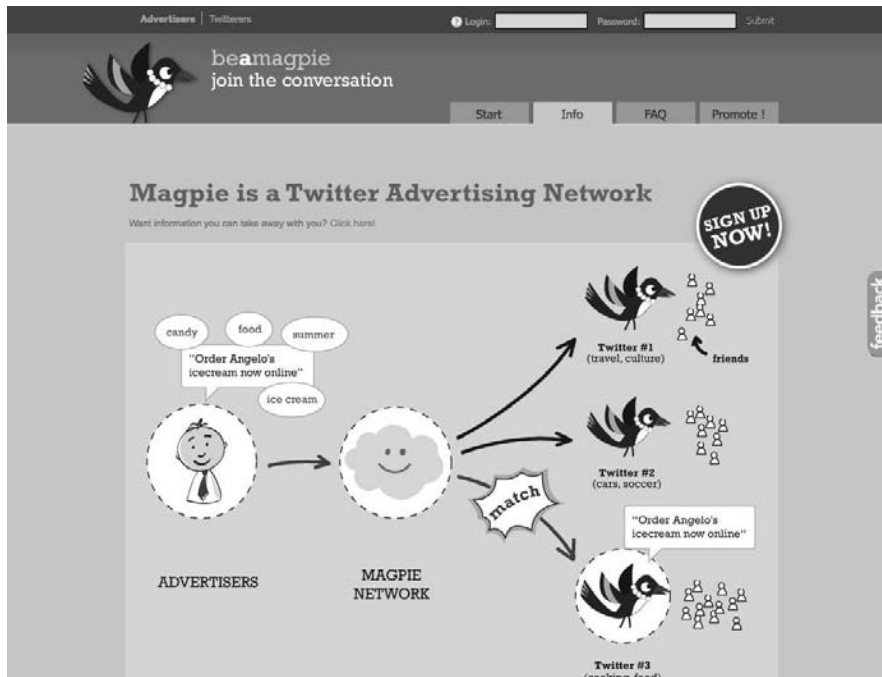 Advertisers | Twitterers
Login:
Password:
Submit
beamagpie
join the conversation
Start
Info
FAQ
Promote !
Magpie is a Twitter Advertising Network
Want information you can take away with you? Click here!
SIGN UP
NOW!
feedback
candy
food
summer
"Order Angelo's
icecream now online"
ice cream
Twitter #1
(travel, culture)
friends
Twitter #2
(cars, soccer)
match
"Order Angelo's
icecream now online"
ADVERTISERS
MAGPIE
NETWORK
Twitter #3
(cooking, food)